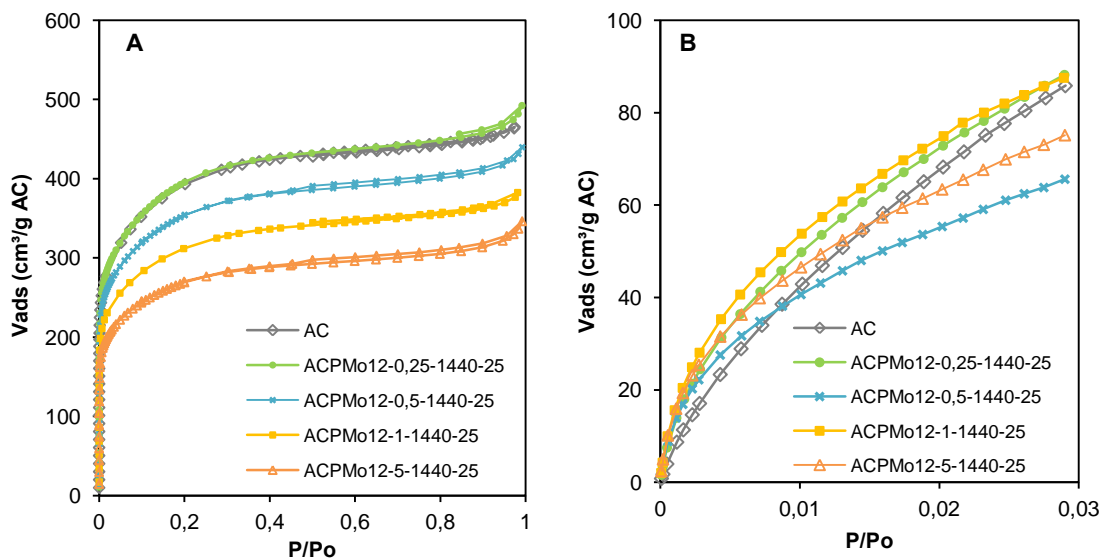 A
Vads (cm³/g AC)
600
500
400
300
200
100
0
0
0,2
0,4
0,6
0,8
1
P/Po
AC
ACPMo12-0,25-1440-25
ACPMo12-0,5-1440-25
ACPMo12-1-1440-25
ACPMo12-5-1440-25
B
Vads (cm³/g AC)
100
80
60
40
20
0
0
0,01
0,02
0,03
P/Po
AC
ACPMo12-0,25-1440-25
ACPMo12-0,5-1440-25
ACPMo12-1-1440-25
ACPMo12-5-1440-25